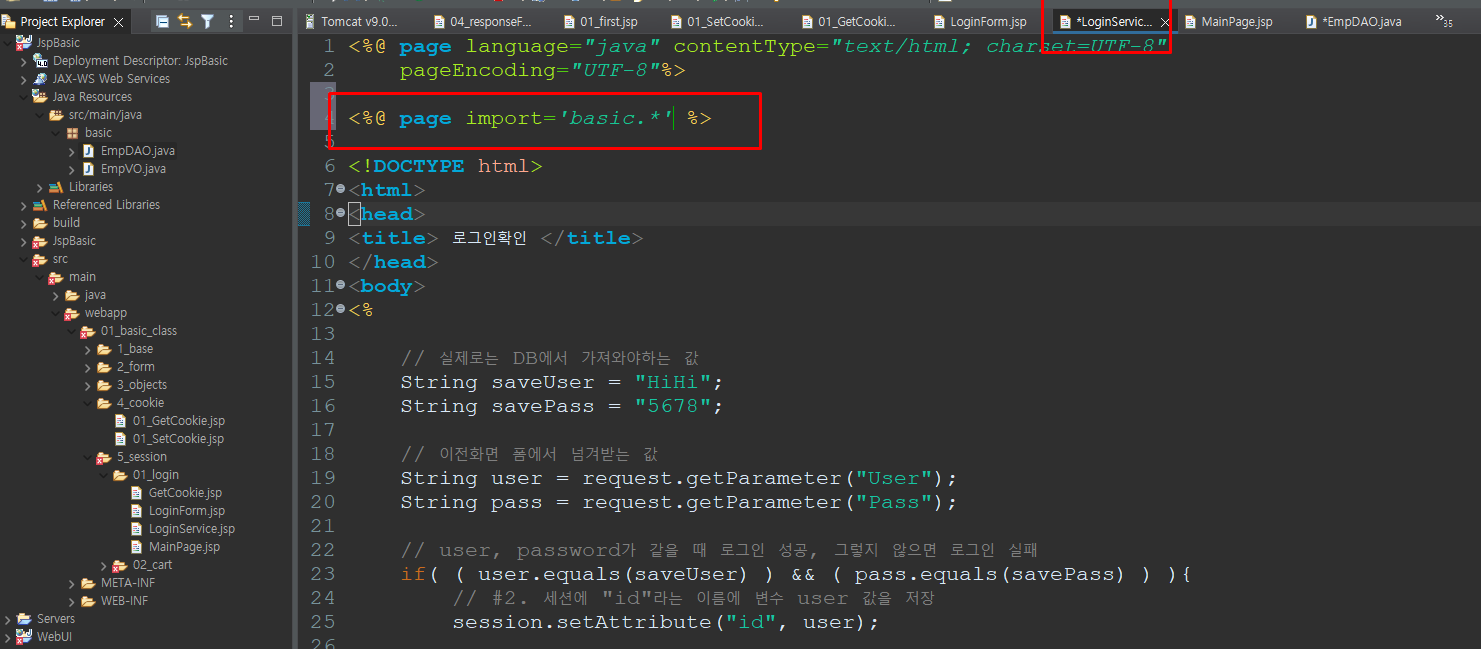 Project Explorer
JspBasic
Deployment Descriptor: JspBasic
JAX-WS Web Services
Java Resources
src/main/java
basic
EmpDAO.java
EmpVO.java
Libraries
Referenced Libraries
build
JspBasic
src
main
java
webapp
01_basic_class
1_base
2_form
3_objects
4_cookie
01_GetCookie.jsp
01_SetCookie.jsp
5_session
01_login
GetCookie.jsp
LoginForm.jsp
LoginService.jsp
MainPage.jsp
02_cart
META-INF
WEB-INF
Servers
WebUI
Tomcat v9.0... 04_responseF... 01_first.jsp 01_SetCooki... 01_GetCooki... LoginForm.jsp *LoginServic... MainPage.jsp *EmpDAO.java »35
1 <%@ page language="java" contentType="text/html; charset=UTF-8"
2 pageEncoding="UTF-8"%>
3
4 <%@ page import='basic.*' %>
5
6 <!DOCTYPE html>
7 <html>
8 <head>
9 <title> 로그인확인 </title>
10 </head>
11 <body>
12 <%
13
14 // 실제로는 DB에서 가져와야하는 값
15 String saveUser = "HiHi";
16 String savePass = "5678";
17
18 // 이전화면 폼에서 넘겨받는 값
19 String user = request.getParameter("User");
20 String pass = request.getParameter("Pass");
21
22 // user, password가 같을 때 로그인 성공, 그렇지 않으면 로그인 실패
23 if( ( user.equals(saveUser) ) && ( pass.equals(savePass) ) ){
24 // #2. 세션에 "id"라는 이름에 변수 user 값을 저장
25 session.setAttribute("id", user);
26